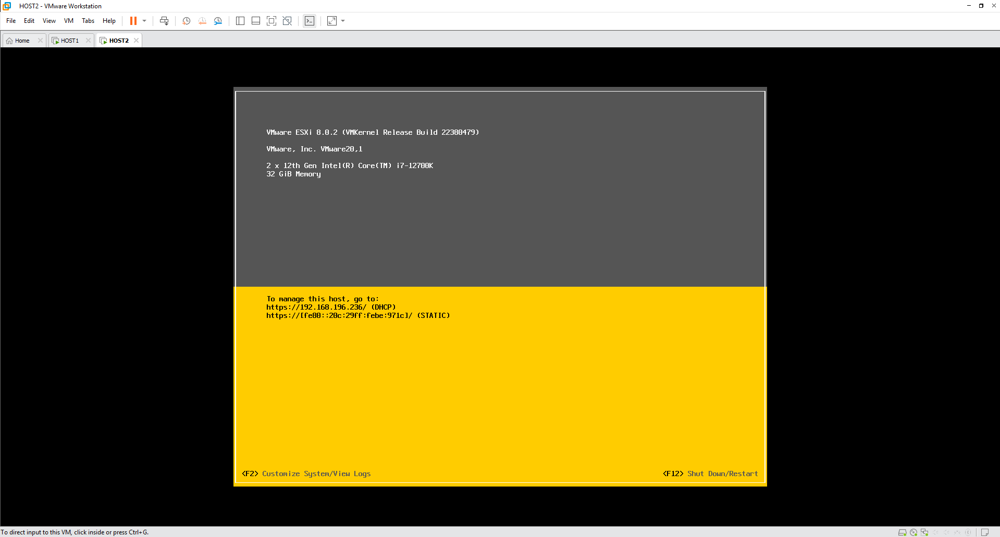 HOST2 - VMware Workstation
File Edit View VM Tabs Help
Home HOST1 HOST2
VMware ESXi 8.0.2 (VMKernel Release Build 22380479)
VMware, Inc. VMware20,1
2 x 12th Gen Intel(R) Core(TM) i7-12700K
32 GiB Memory
To manage this host, go to:
https://192.168.196.236/ (DHCP)
https://[fe80::20c:29ff:febe:971c]/ (STATIC)
<F2> Customize System/View Logs <F12> Shut Down/Restart
To direct input to this VM, click inside or press Ctrl+G.